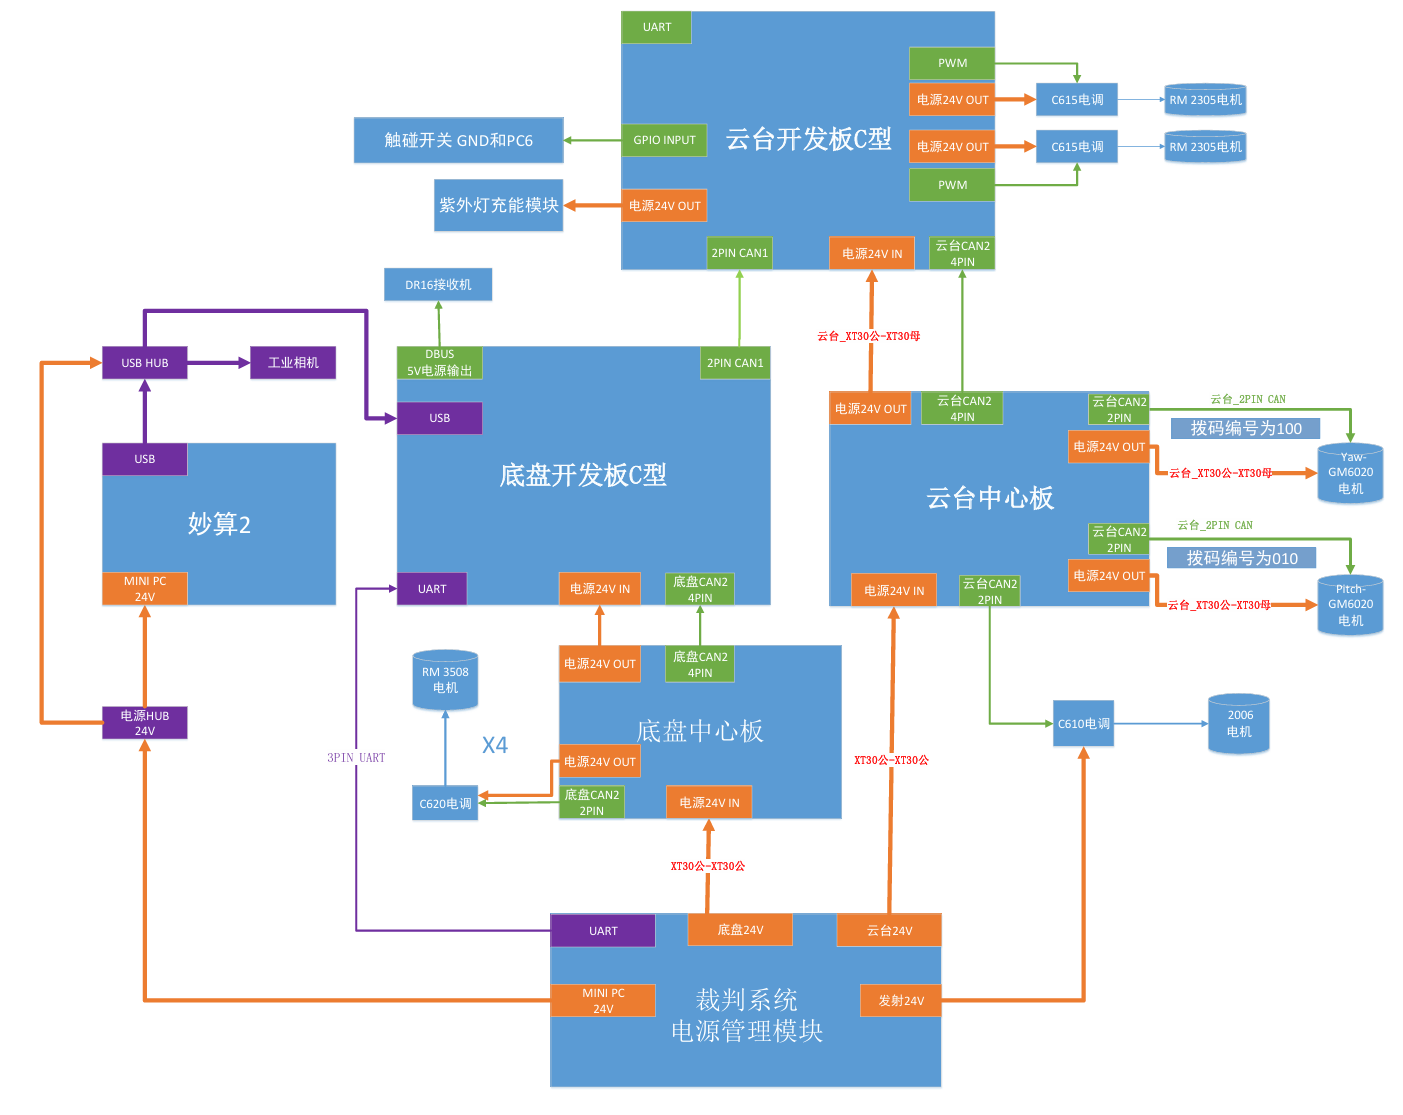 UART
PWM
电源24V OUT
C615电调
RM 2305电机
触碰开关 GND和PC6
GPIO INPUT
云台开发板C型
电源24V OUT
C615电调
RM 2305电机
PWM
紫外灯充能模块
电源24V OUT
2PIN CAN1
电源24V IN
云台CAN2
4PIN
DR16接收机
云台_XT30公-XT30母
USB HUB
工业相机
DBUS
5V电源输出
2PIN CAN1
USB
电源24V OUT
云台CAN2
4PIN
云台CAN2
2PIN
云台_2PIN CAN
拨码编号为100
电源24V OUT
云台_XT30公-XT30母
Yaw-
GM6020
电机
USB
底盘开发板C型
云台中心板
妙算2
云台CAN2
2PIN
云台_2PIN CAN
拨码编号为010
电源24V OUT
云台_XT30公-XT30母
Pitch-
GM6020
电机
MINI PC
24V
UART
电源24V IN
底盘CAN2
4PIN
电源24V IN
云台CAN2
2PIN
RM 3508
电机
电源24V OUT
底盘CAN2
4PIN
电源HUB
24V
X4
底盘中心板
C610电调
2006
电机
3PIN UART
电源24V OUT
XT30公-XT30公
C620电调
底盘CAN2
2PIN
电源24V IN
XT30公-XT30公
UART
底盘24V
云台24V
MINI PC
24V
裁判系统
电源管理模块
发射24V